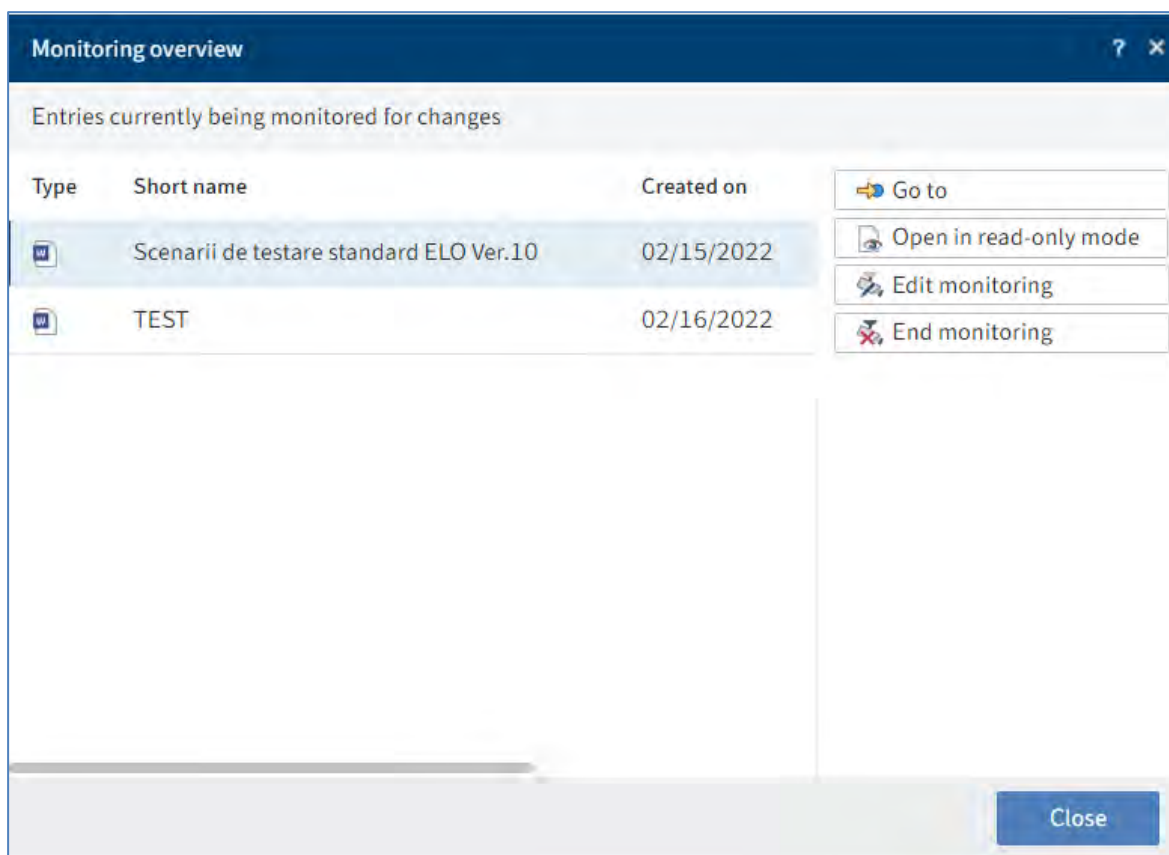 Monitoring overview ? ×
Entries currently being monitored for changes
Type Short name Created on
Scenarii de testare standard ELO Ver.10 02/15/2022
TEST 02/16/2022
Go to
Open in read-only mode
Edit monitoring
End monitoring
Close